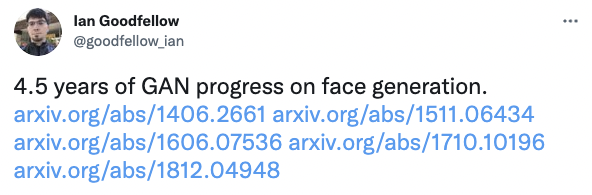 Ian Goodfellow
@goodfellow_ian
4.5 years of GAN progress on face generation.
arxiv.org/abs/1406.2661 arxiv.org/abs/1511.06434
arxiv.org/abs/1606.07536 arxiv.org/abs/1710.10196
arxiv.org/abs/1812.04948